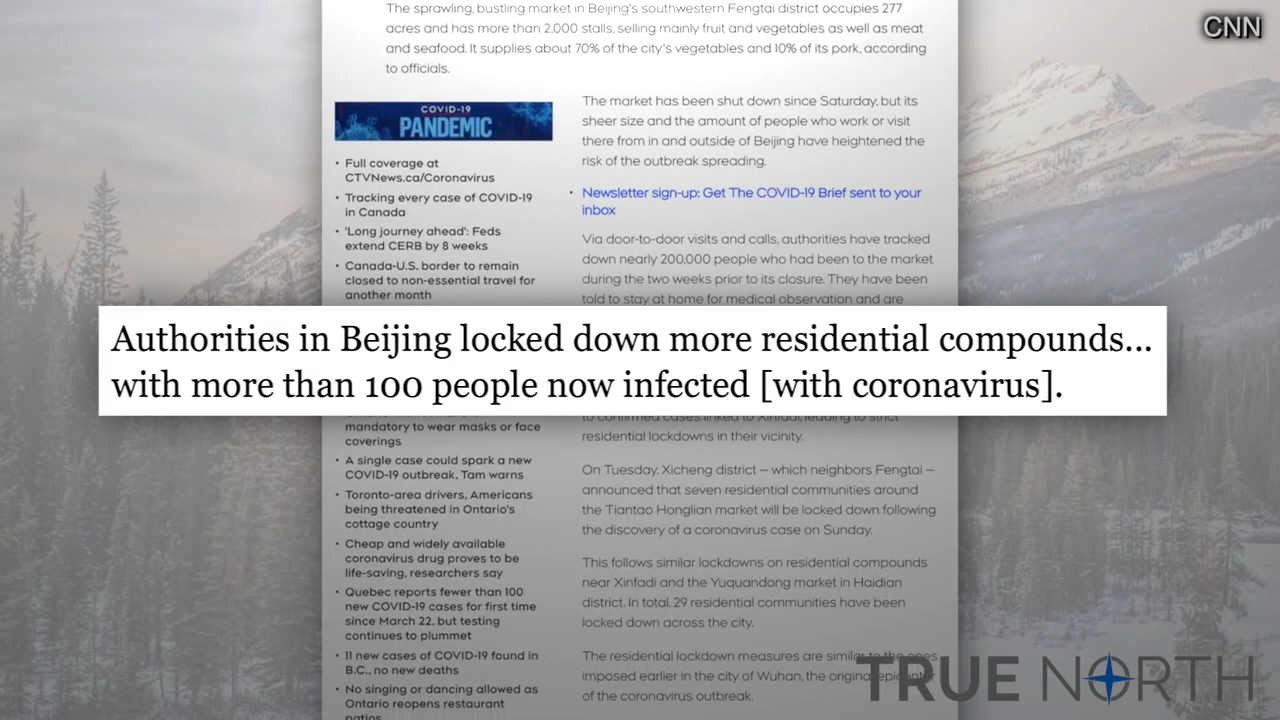 CNN
The sprawling, bustling market in Beijing's southwestern Fengtai district occupies 277
acres and has more than 2,000 stalls, selling mainly fruit and vegetables as well as meat
and seafood. It supplies about 70% of the city's vegetables and 10% of its pork, according
to officials.
COVID-19
PANDEMIC
• Full coverage at
CTVNews.ca/Coronavirus
• Tracking every case of COVID-19
in Canada
• 'Long journey ahead': Feds
extend CERB by 8 weeks
• Canada-U.S. border to remain
closed to non-essential travel for
another month
The market has been shut down since Saturday, but its
sheer size and the amount of people who work or visit
there from in and outside of Beijing have heightened the
risk of the outbreak spreading.
• Newsletter sign-up: Get The COVID-19 Brief sent to your
inbox
Via door-to-door visits and calls, authorities have tracked
down nearly 200,000 people who had been to the market
during the two weeks prior to its closure. They have been
told to stay at home for medical observation and are
Authorities in Beijing locked down more residential compounds...
with more than 100 people now infected [with coronavirus].
mandatory to wear masks or face
coverings
• A single case could spark a new
COVID-19 outbreak, Tam warns
• Toronto-area drivers, Americans
being threatened in Ontario's
cottage country
• Cheap and widely available
coronavirus drug proves to be
life-saving, researchers say
• Quebec reports fewer than 100
new COVID-19 cases for first time
since March 22, but testing
continues to plummet
• 11 new cases of COVID-19 found in
B.C., no new deaths
• No singing or dancing allowed as
Ontario reopens restaurant
patios
to confirmed cases linked to Xinfadi, leading to strict
residential lockdowns in their vicinity.
On Tuesday, Xicheng district — which neighbors Fengtai —
announced that seven residential communities around
the Tiantao Honglian market will be locked down following
the discovery of a coronavirus case on Sunday.
This follows similar lockdowns on residential compounds
near Xinfadi and the Yuquandong market in Haidian
district. In total, 29 residential communities have been
locked down across the city.
The residential lockdown measures are similar to the ones
imposed earlier in the city of Wuhan, the original epicenter
of the coronavirus outbreak.
TRUE NORTH